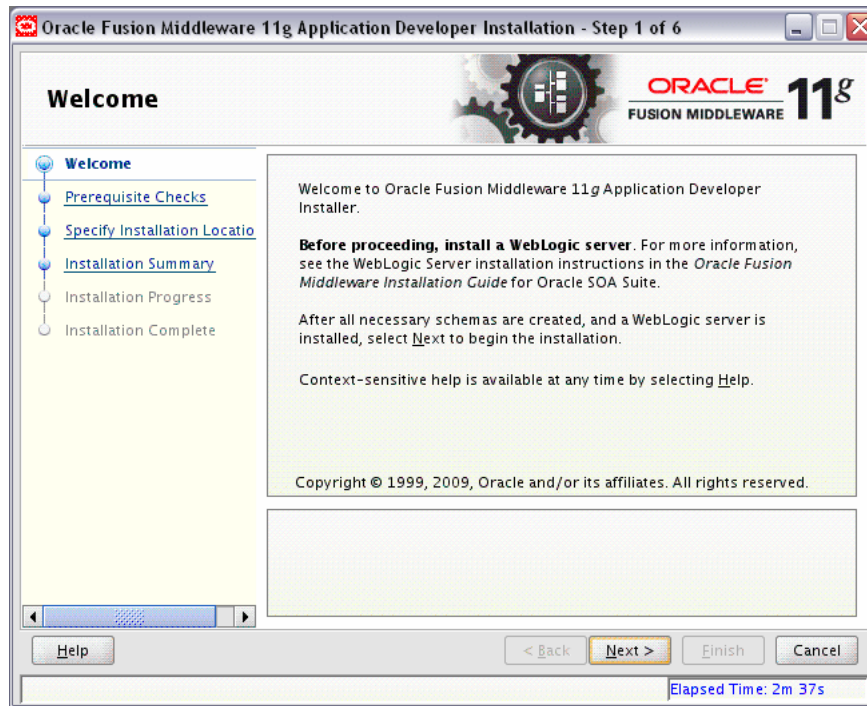 Oracle Fusion Middleware 11g Application Developer Installation - Step 1 of 6
Welcome
ORACLE
FUSION MIDDLEWARE
11g
Welcome
Prerequisite Checks
Specify Installation Locatio
Installation Summary
Installation Progress
Installation Complete
Welcome to Oracle Fusion Middleware 11g Application Developer
Installer.
Before proceeding, install a WebLogic server. For more information,
see the WebLogic Server installation instructions in the Oracle Fusion
Middleware Installation Guide for Oracle SOA Suite.
After all necessary schemas are created, and a WebLogic server is
installed, select Next to begin the installation.
Context-sensitive help is available at any time by selecting Help.
Copyright © 1999, 2009, Oracle and/or its affiliates. All rights reserved.
Help
< Back
Next >
Finish
Cancel
Elapsed Time: 2m 37s